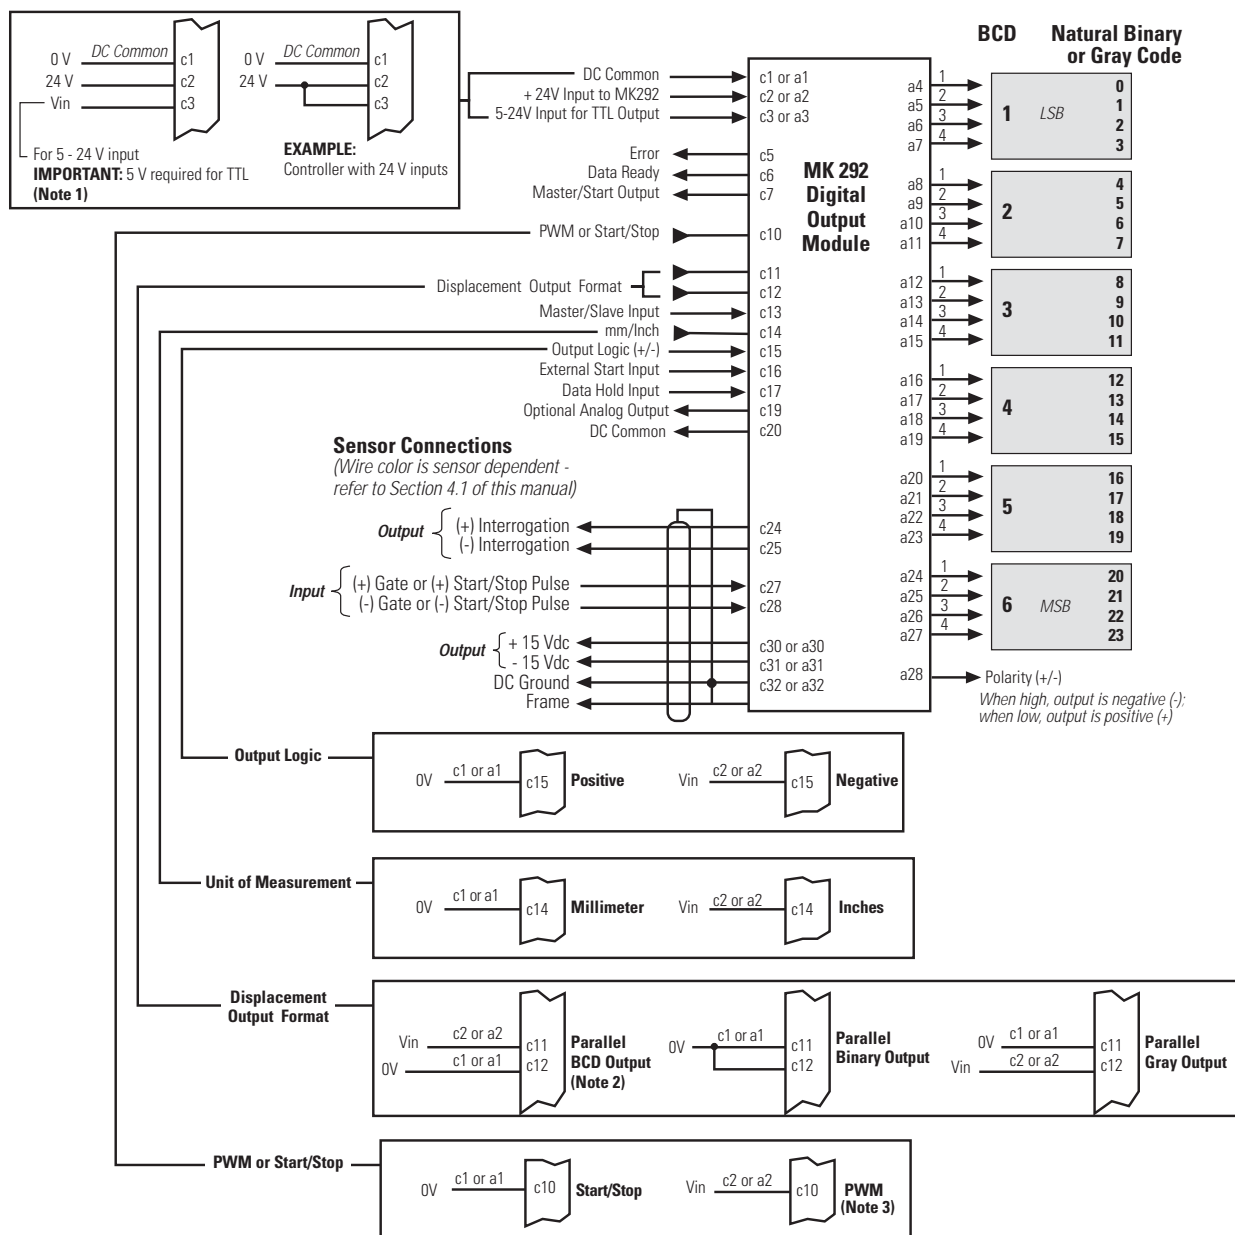 BCD Natural Binary or Gray Code
0 V DC Common c1
24 V c2
Vin c3
For 5 - 24 V input
IMPORTANT: 5 V required for TTL
(Note 1)
0 V DC Common c1
24 V c2
c3
EXAMPLE:
Controller with 24 V inputs
DC Common c1 or a1
+ 24V Input to MK292 c2 or a2
5-24V Input for TTL Output c3 or a3
Error c5
Data Ready c6
Master/Start Output c7
PWM or Start/Stop c10
Displacement Output Format c11
c12
Master/Slave Input c13
mm/Inch c14
Output Logic (+/-) c15
External Start Input c16
Data Hold Input c17
Optional Analog Output c19
DC Common c20
MK 292
Digital
Output
Module
Sensor Connections
(Wire color is sensor dependent -
refer to Section 4.1 of this manual)
Output (+) Interrogation c24
(-) Interrogation c25
Input (+) Gate or (+) Start/Stop Pulse c27
(-) Gate or (-) Start/Stop Pulse c28
Output + 15 Vdc c30 or a30
- 15 Vdc c31 or a31
DC Ground c32 or a32
Frame
a4 1 0
a5 2 1 LSB 1
a6 3 2
a7 4 3
a8 1 4
a9 2 2 5
a10 3 6
a11 4 7
a12 1 8
a13 2 3 9
a14 3 10
a15 4 11
a16 1 12
a17 2 4 13
a18 3 14
a19 4 15
a20 1 16
a21 2 5 17
a22 3 18
a23 4 19
a24 1 20
a25 2 6 MSB 21
a26 3 22
a27 4 23
a28 Polarity (+/-)
When high, output is negative (-);
when low, output is positive (+)
Output Logic
0V c1 or a1 c15 Positive
Vin c2 or a2 c15 Negative
Unit of Measurement
0V c1 or a1 c14 Millimeter
Vin c2 or a2 c14 Inches
Displacement
Output Format
Vin c2 or a2 c11
0V c1 or a1 c12
Parallel
BCD Output
(Note 2)
0V c1 or a1 c11
c12
Parallel
Binary Output
0V c1 or a1 c11
Vin c2 or a2 c12
Parallel
Gray Output
PWM or Start/Stop
0V c1 or a1 c10 Start/Stop
Vin c2 or a2 c10 PWM
(Note 3)